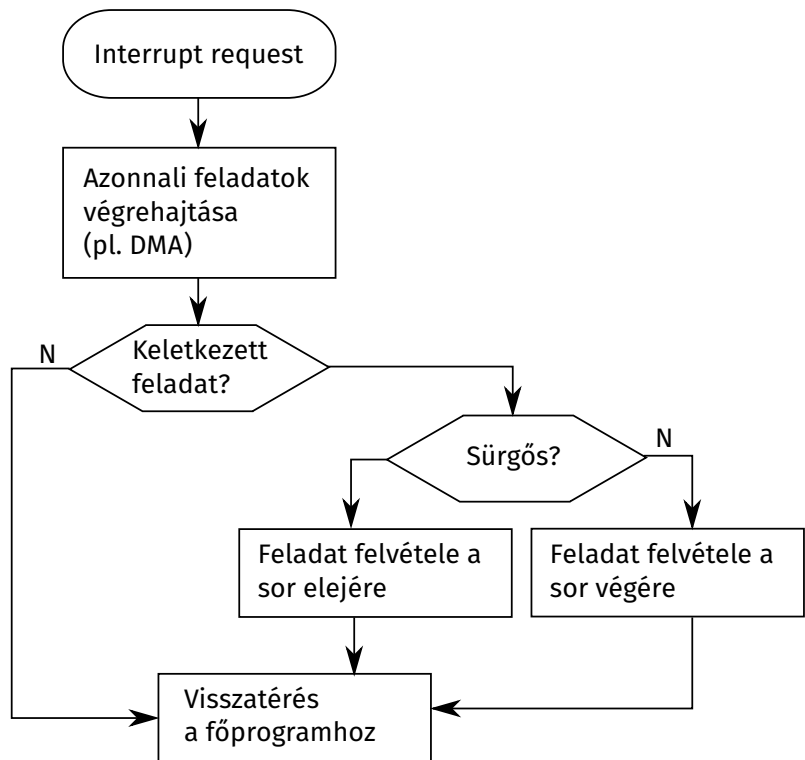 Interrupt request
Azonnali feladatok
végrehajtása
(pl. DMA)
N
Keletkezett
feladat?
N
Sürgős?
Feladat felvétele a
sor elejére
Feladat felvétele a
sor végére
Visszatérés
a főprogramhoz